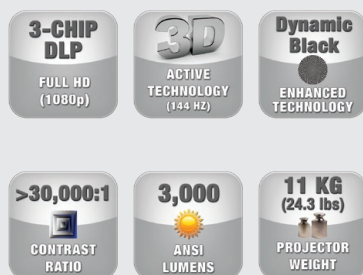 3-CHIP
DLP
FULL HD
(1080p)
3D
ACTIVE
TECHNOLOGY
(144 HZ)
Dynamic
Black
ENHANCED
TECHNOLOGY
>30,000:1
CONTRAST
RATIO
3,000
ANSI
LUMENS
11 KG
(24.3 lbs)
PROJECTOR
WEIGHT